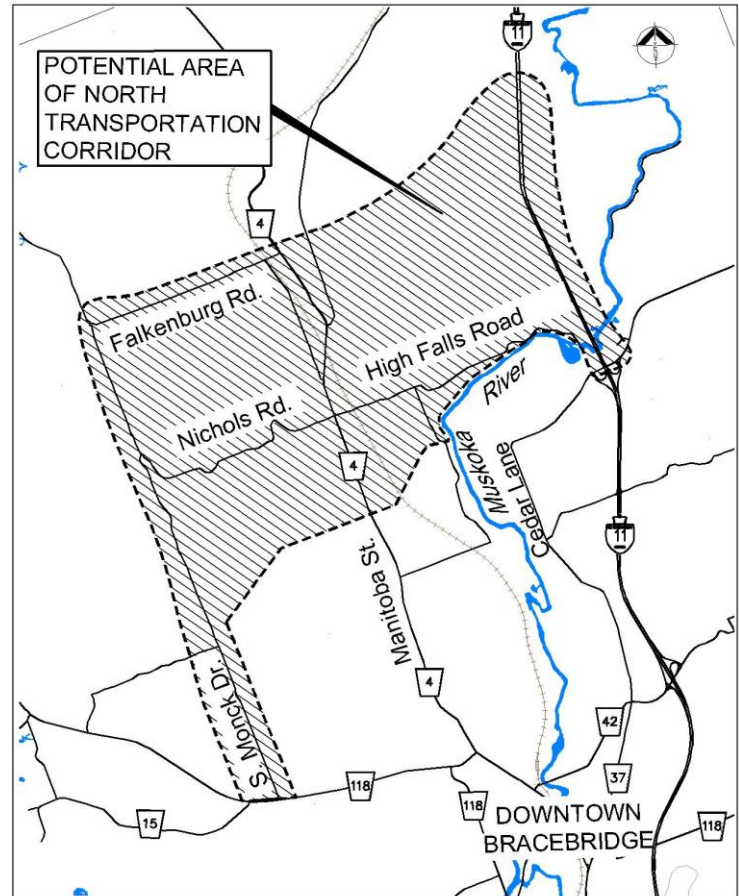 11
POTENTIAL AREA
OF NORTH
TRANSPORTATION
CORRIDOR
4
Falkenburg Rd.
High Falls Road
Nichols Rd.
River
Muskoka
Cedar Lane
4
11
Manitoba St.
4
S. Monck Dr.
42
37
118
118
15
118
DOWNTOWN
BRACEBRIDGE